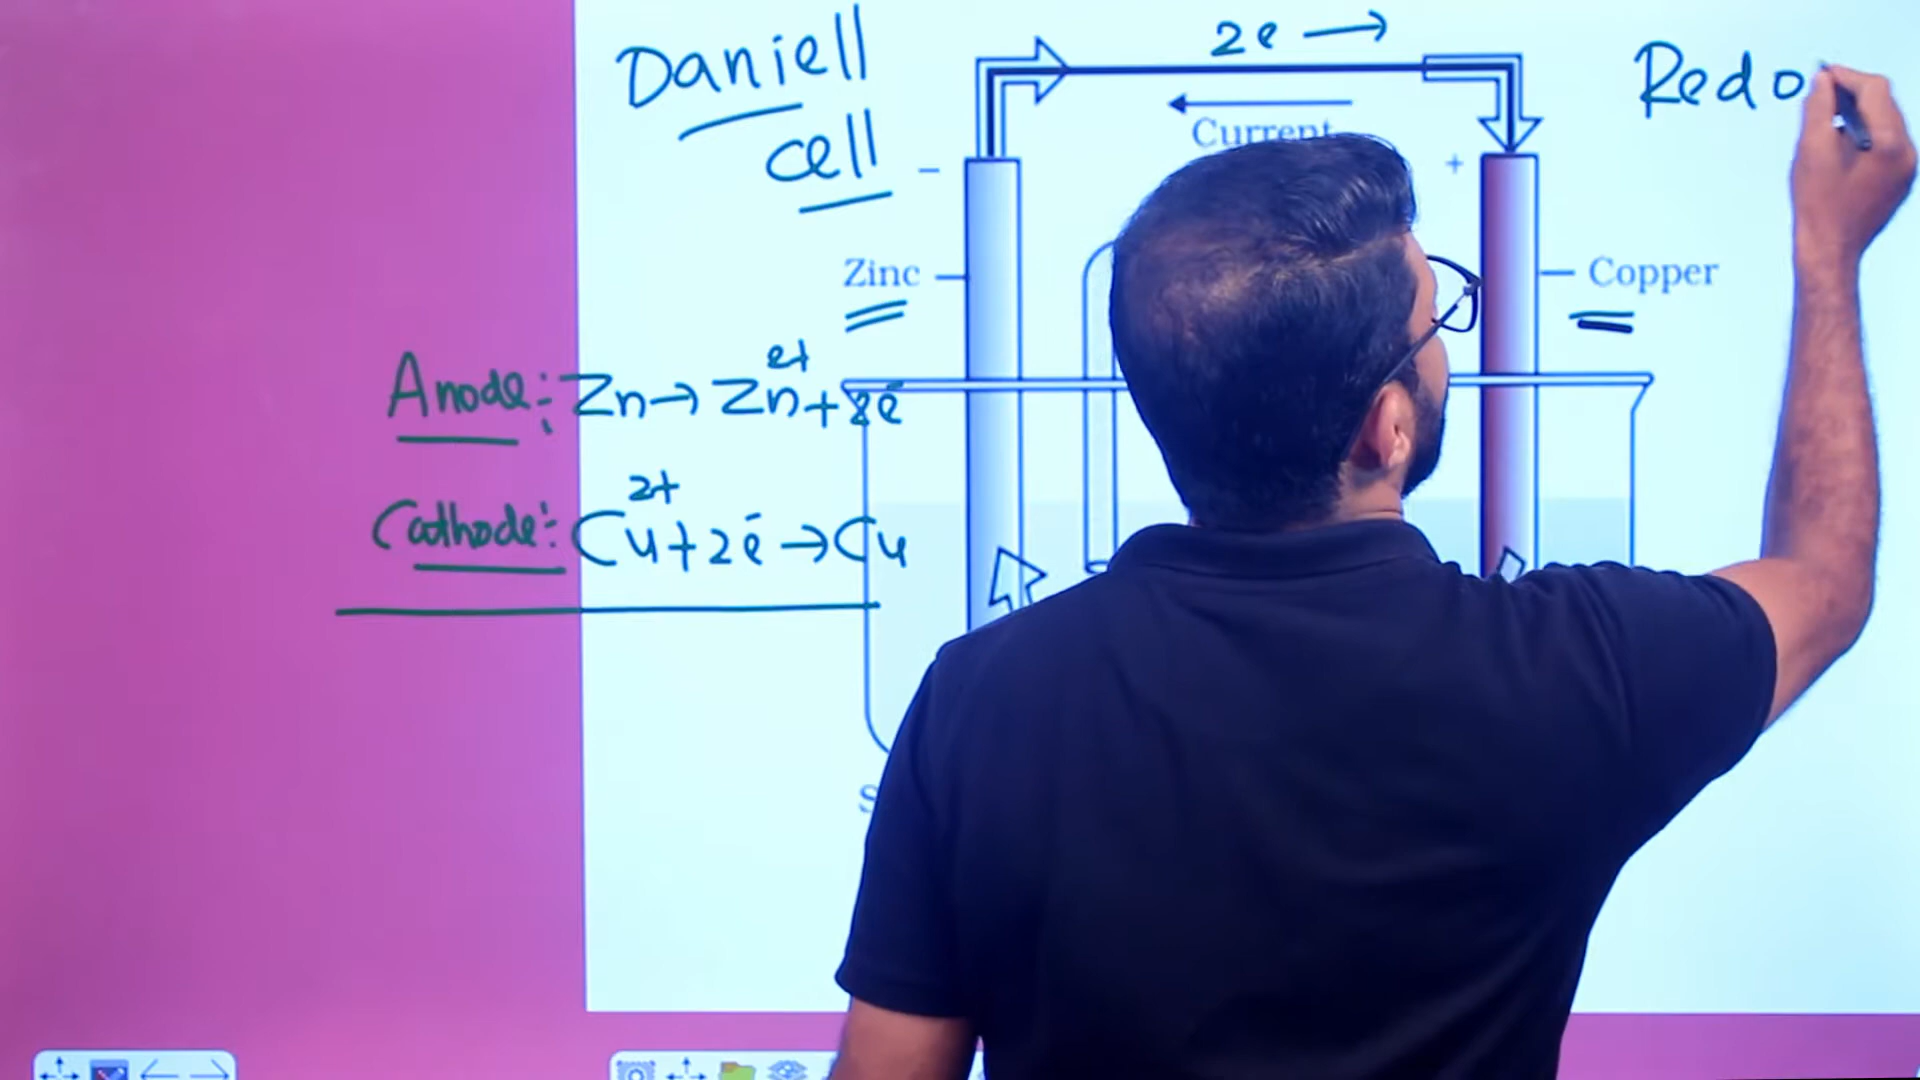 Daniell
cell
2e →
Redo
Current
−
+
Zinc
Copper
Anode: Zn → Zn2+ + 2e-
Cathode: Cu2+ + 2e- → Cu